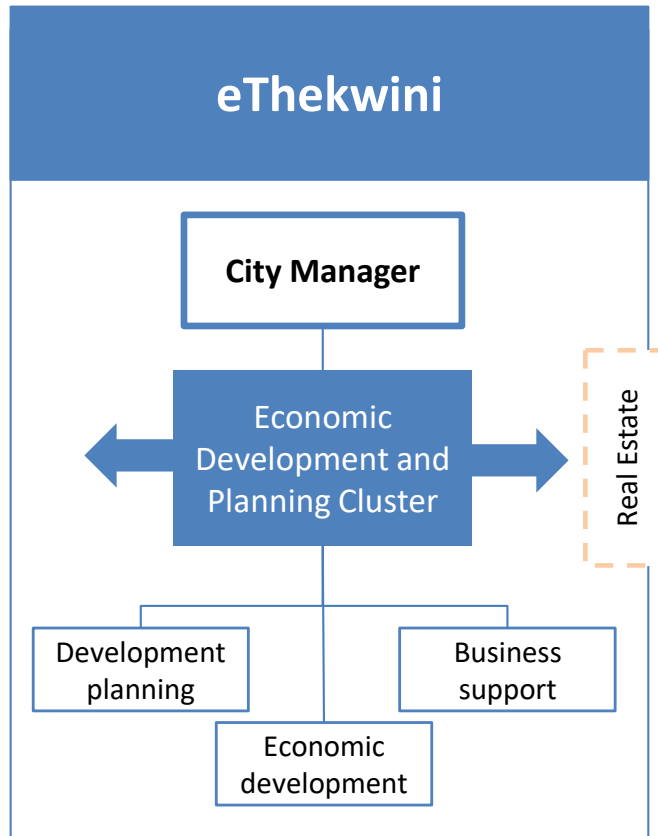 eThekwini
City Manager
Economic
Development and
Planning Cluster
Real Estate
Development
planning
Business
support
Economic
development